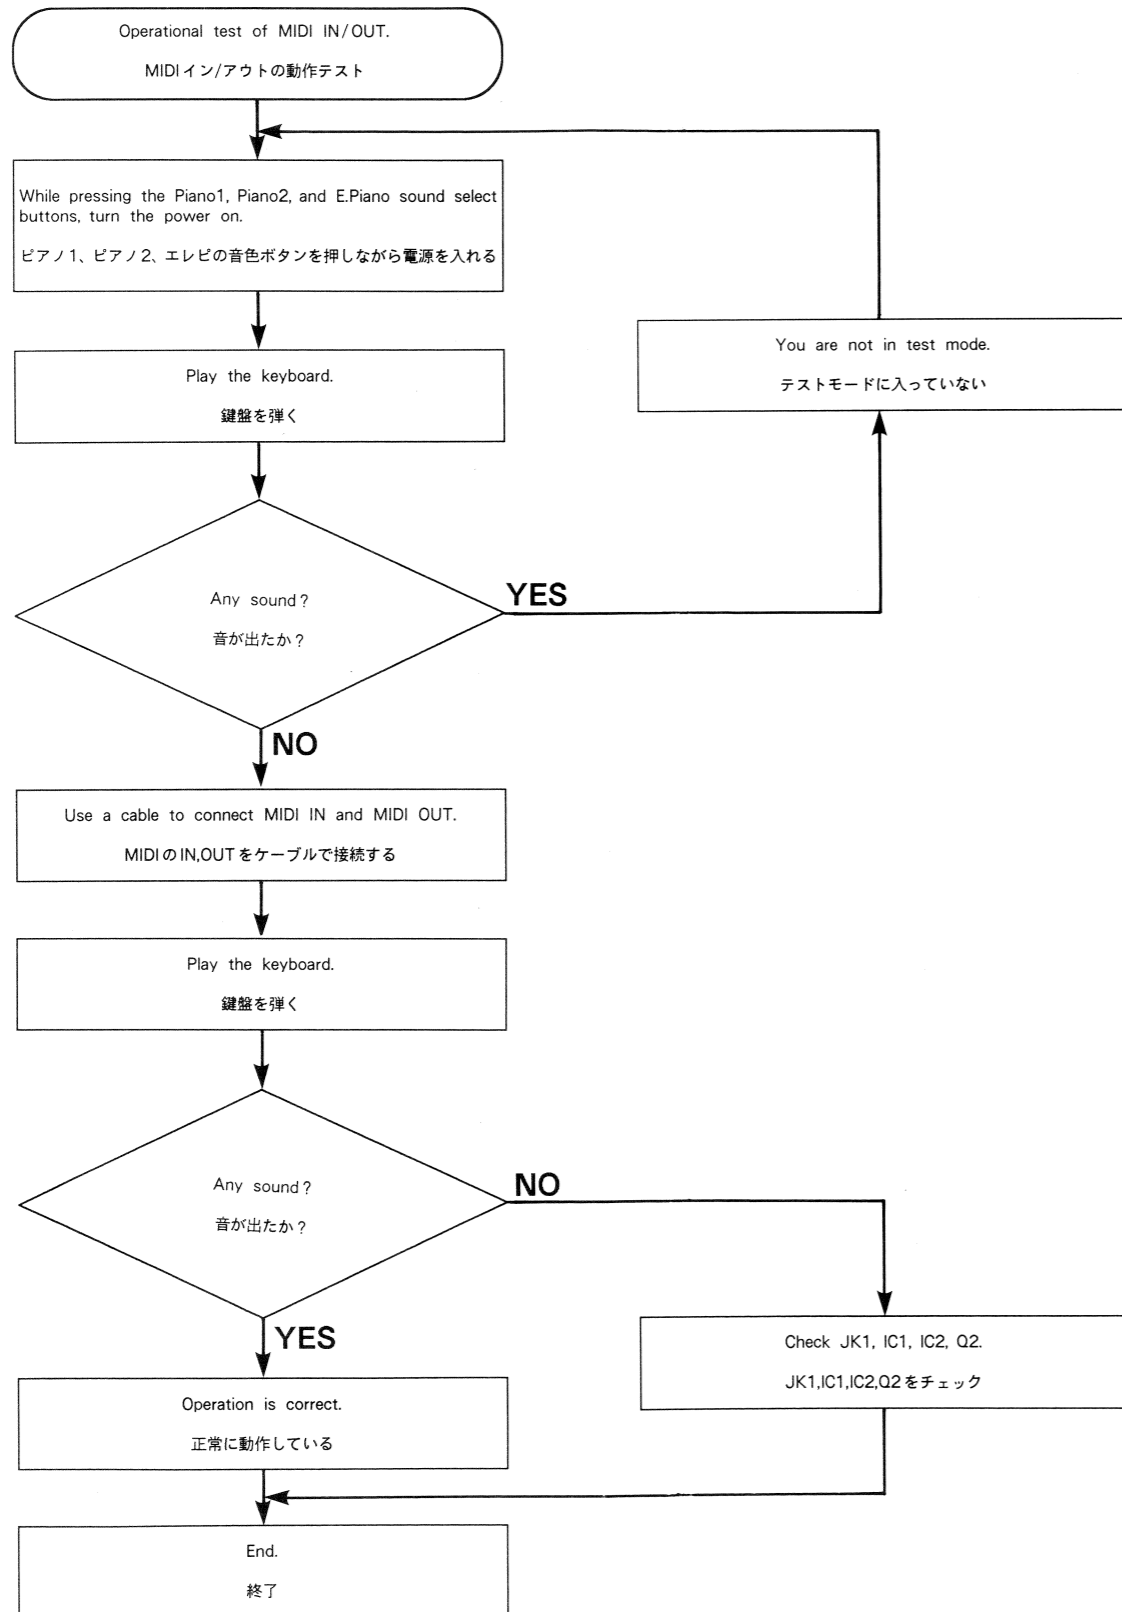 Operational test of MIDI IN/OUT.
MIDIイン/アウトの動作テスト
While pressing the Piano1, Piano2, and E.Piano sound select
buttons, turn the power on.
ピアノ1、ピアノ2、エレピの音色ボタンを押しながら電源を入れる
Play the keyboard.
鍵盤を弾く
You are not in test mode.
テストモードに入っていない
Any sound?
音が出たか?
YES
NO
Use a cable to connect MIDI IN and MIDI OUT.
MIDIのIN,OUTをケーブルで接続する
Play the keyboard.
鍵盤を弾く
Any sound?
音が出たか?
NO
YES
Check JK1, IC1, IC2, Q2.
JK1,IC1,IC2,Q2をチェック
Operation is correct.
正常に動作している
End.
終了